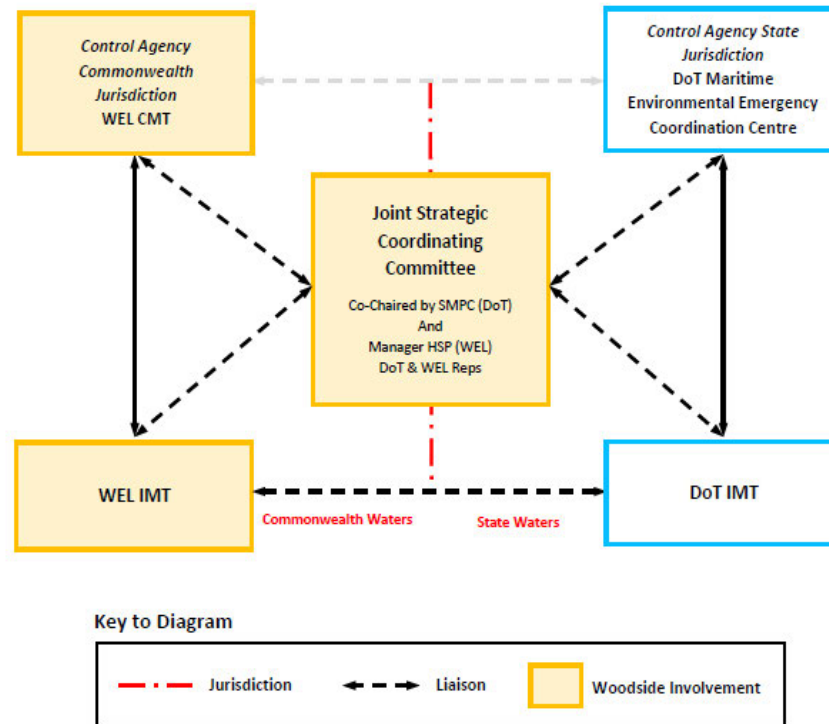 Control Agency
Commonwealth
Jurisdiction
WEL CMT
Control Agency State
Jurisdiction
DoT Maritime
Environmental Emergency
Coordination Centre
Joint Strategic
Coordinating
Committee
Co-Chaired by SMPC (DoT)
And
Manager HSP (WEL)
DoT & WEL Reps
WEL IMT
DoT IMT
Commonwealth Waters
State Waters
Key to Diagram
Jurisdiction
Liaison
Woodside Involvement